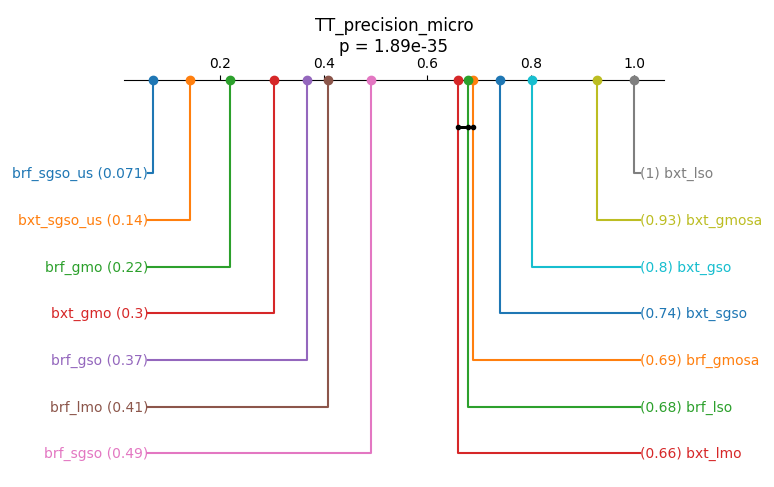 TT_precision_micro
p = 1.89e-35
0.2 0.4 0.6 0.8 1.0
brf_sgso_us (0.071) (1) bxt_lso
bxt_sgso_us (0.14) (0.93) bxt_gmosa
brf_gmo (0.22) (0.8) bxt_gso
bxt_gmo (0.3) (0.74) bxt_sgso
brf_gso (0.37) (0.69) brf_gmosa
brf_lmo (0.41) (0.68) brf_lso
brf_sgso (0.49) (0.66) bxt_lmo